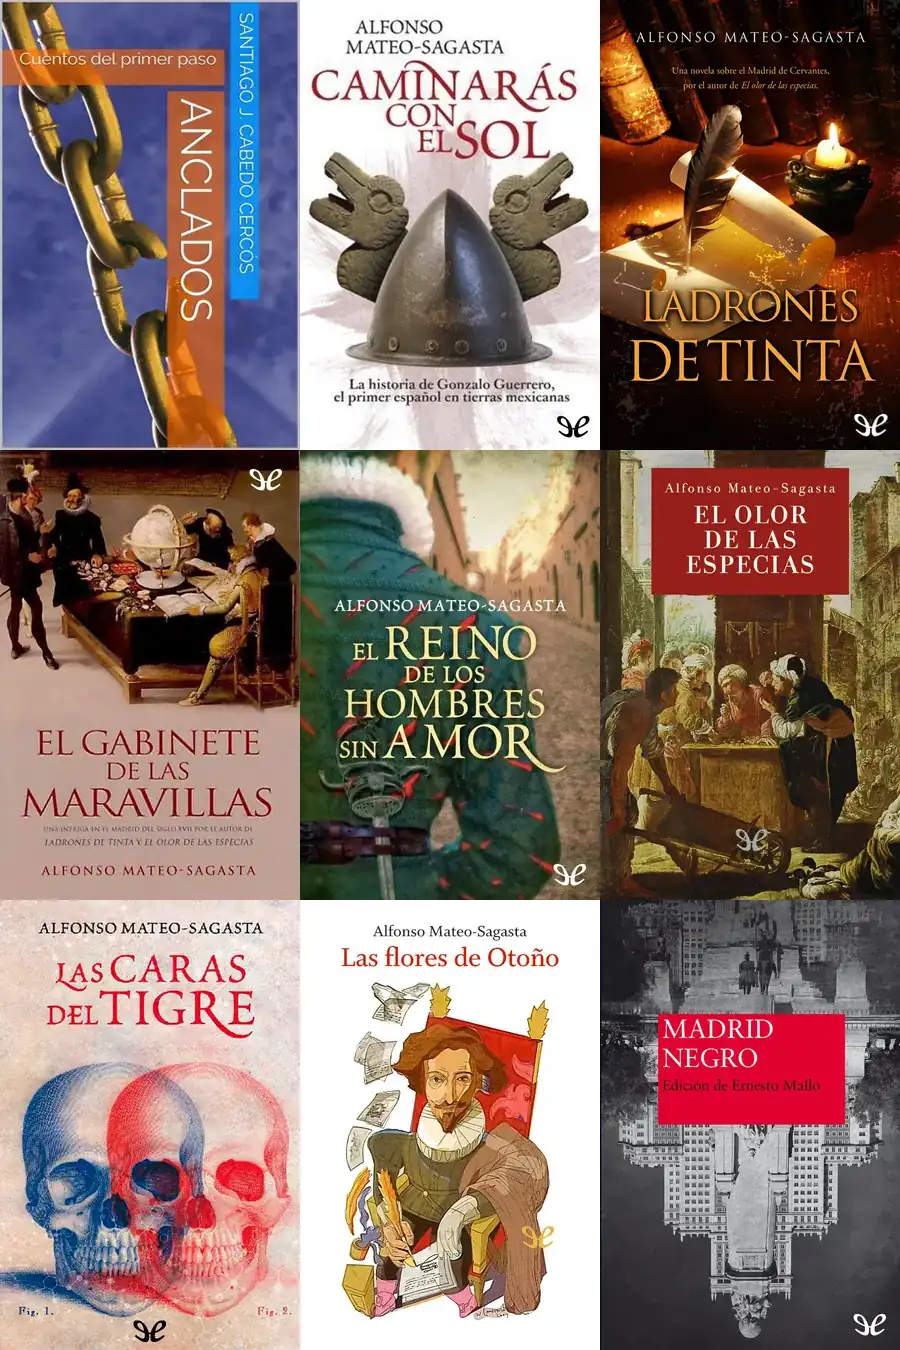 Cuentos del primer paso
ANCLADOS
SANTIAGO J. CABEDO CERCÓS
ALFONSO
MATEO-SAGASTA
CAMINARÁS
CON
EL SOL
La historia de Gonzalo Guerrero,
el primer español en tierras mexicanas
ALFONSO MATEO-SAGASTA
Una novela sobre el Madrid de Cervantes,
por el autor de El olor de las especias.
LADRONES
DE TINTA
EL GABINETE
DE LAS
MARAVILLAS
UNA INTRIGA EN EL MADRID DEL SIGLO XVII POR EL AUTOR DE
LADRONES DE TINTA Y EL OLOR DE LAS ESPECIAS
ALFONSO MATEO-SAGASTA
ALFONSO MATEO-SAGASTA
EL REINO
DE LOS
HOMBRES
SIN AMOR
Alfonso Mateo-Sagasta
EL OLOR
DE LAS
ESPECIAS
ALFONSO MATEO-SAGASTA
LAS CARAS
DEL TIGRE
Fig. 1.
Fig. 2.
Alfonso Mateo-Sagasta
Las flores de Otoño
MADRID
NEGRO
Edición de Ernesto Mallo